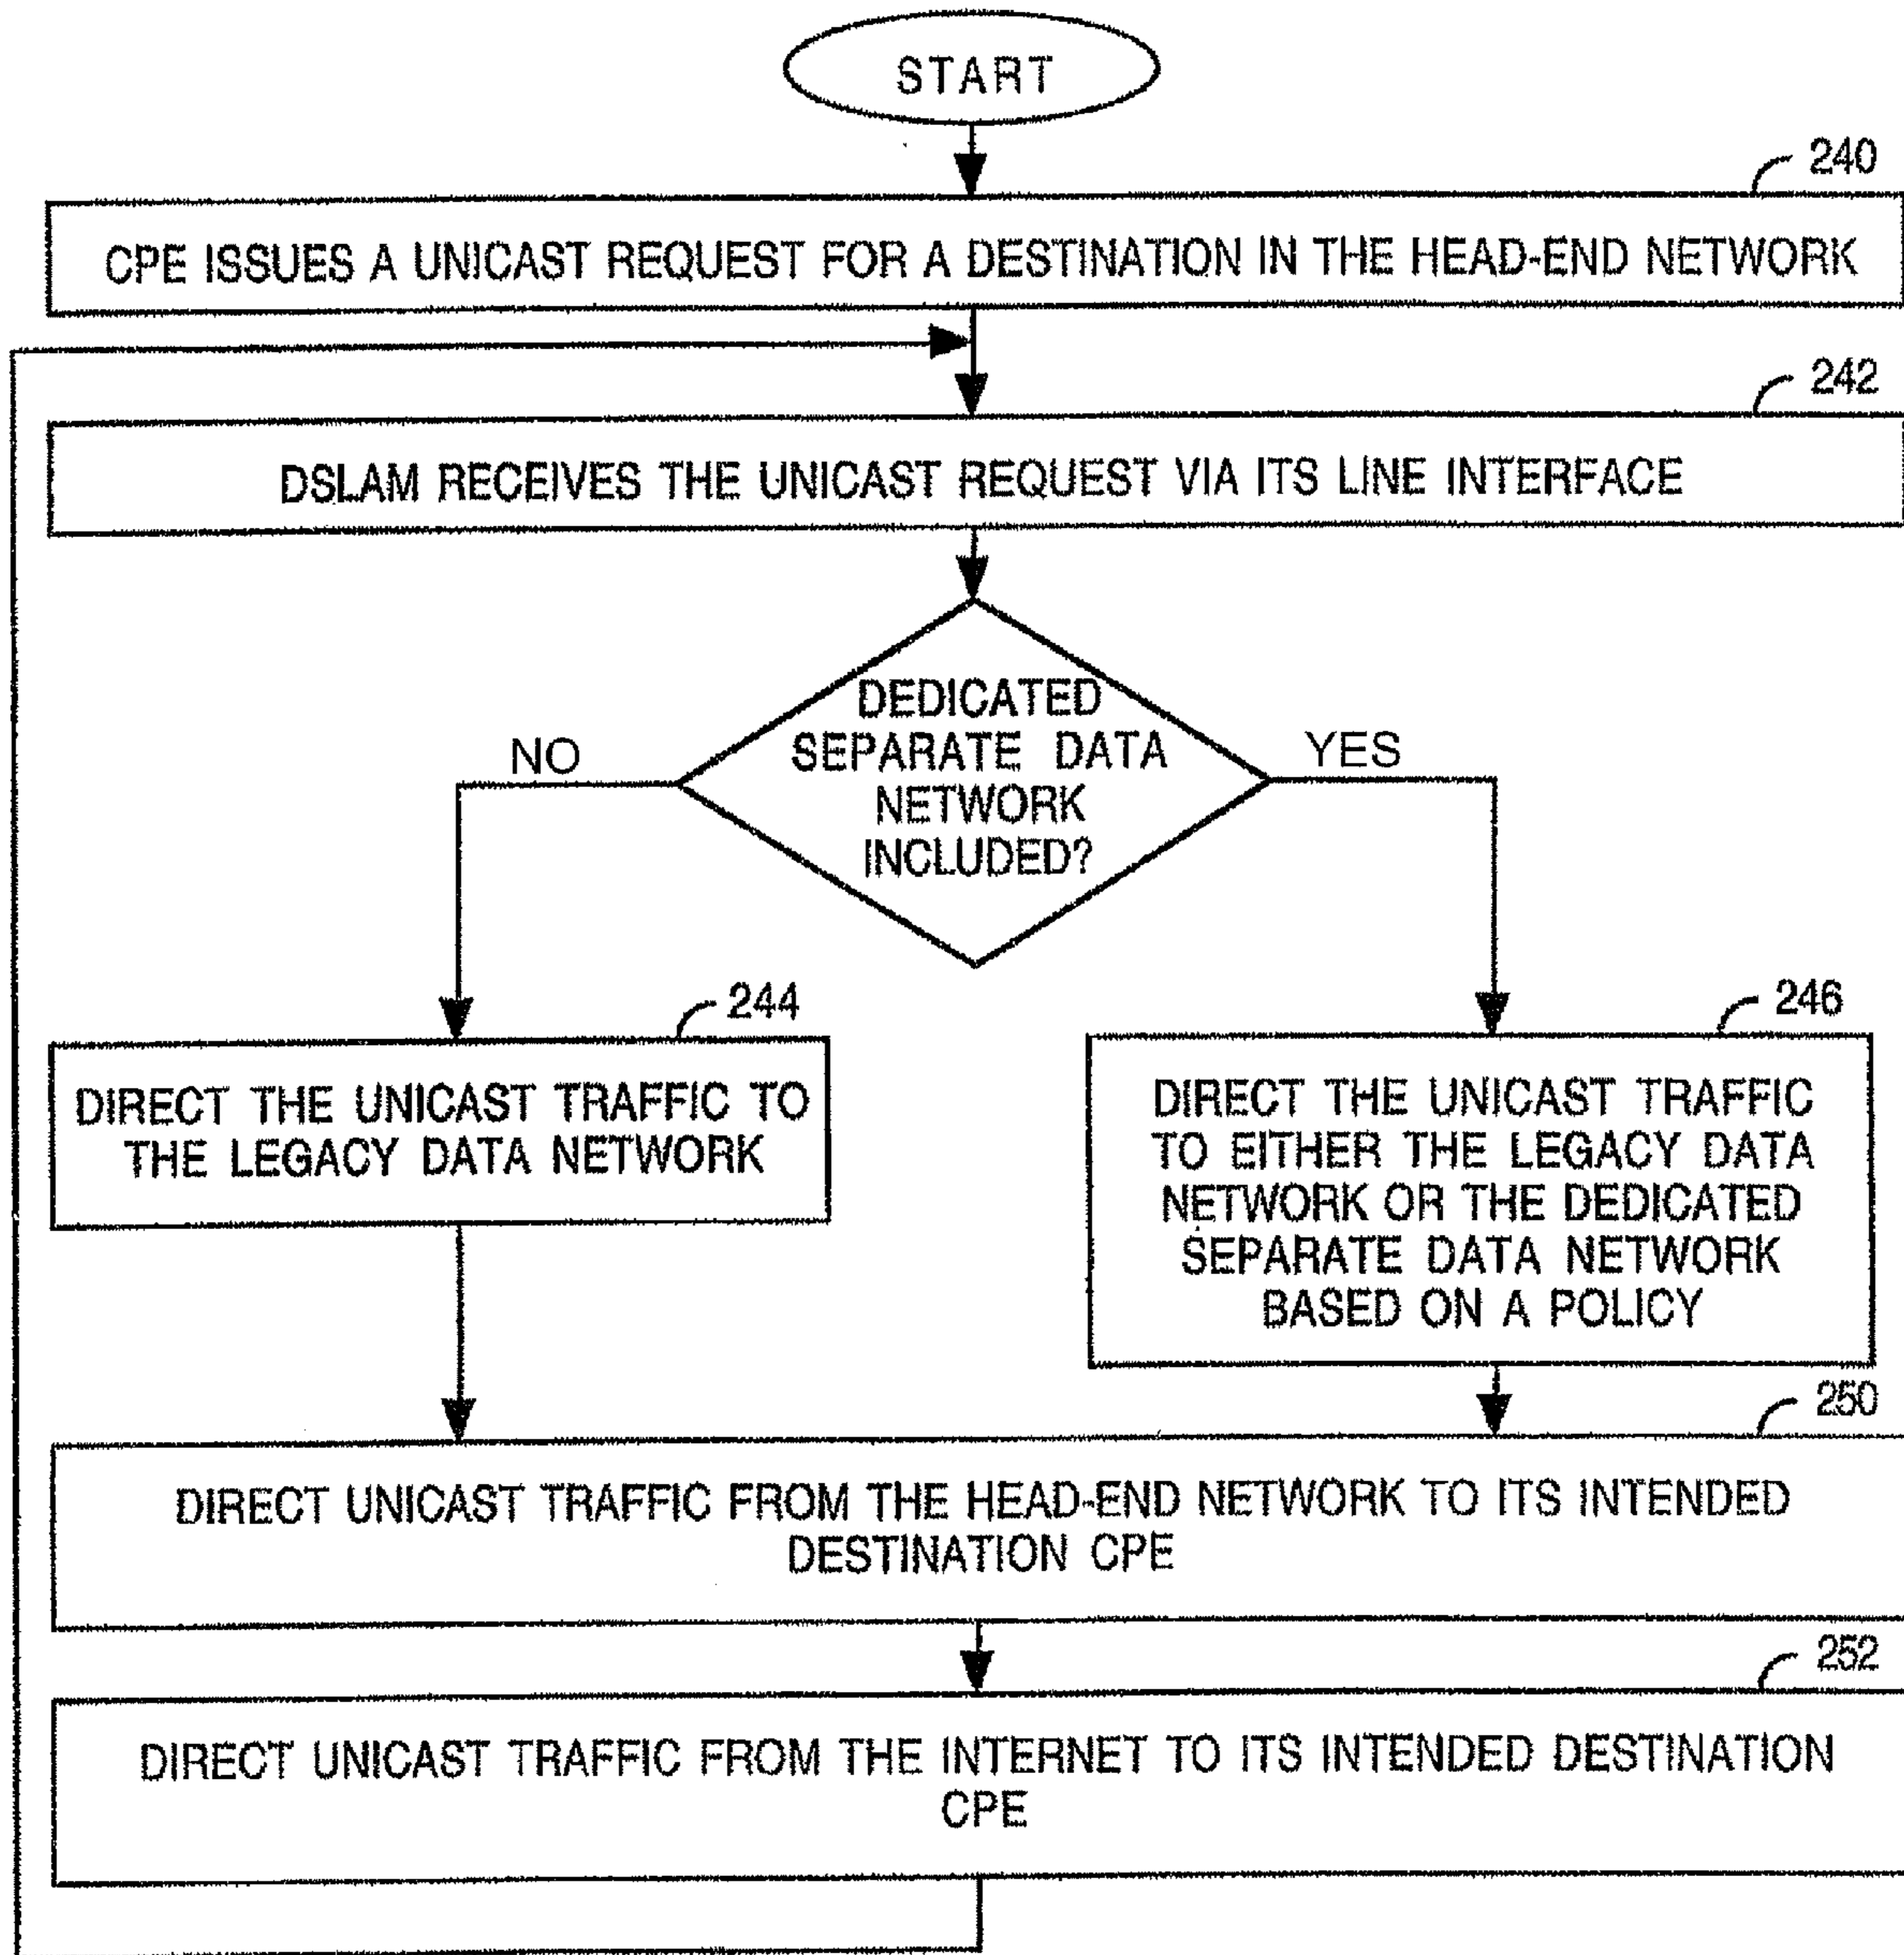 START
240
CPE ISSUES A UNICAST REQUEST FOR A DESTINATION IN THE HEAD-END NETWORK
242
DSLAM RECEIVES THE UNICAST REQUEST VIA ITS LINE INTERFACE
DEDICATED
SEPARATE DATA
NETWORK
INCLUDED?
NO
YES
244
DIRECT THE UNICAST TRAFFIC TO
THE LEGACY DATA NETWORK
246
DIRECT THE UNICAST TRAFFIC
TO EITHER THE LEGACY DATA
NETWORK OR THE DEDICATED
SEPARATE DATA NETWORK
BASED ON A POLICY
250
DIRECT UNICAST TRAFFIC FROM THE HEAD-END NETWORK TO ITS INTENDED
DESTINATION CPE
252
DIRECT UNICAST TRAFFIC FROM THE INTERNET TO ITS INTENDED DESTINATION
CPE